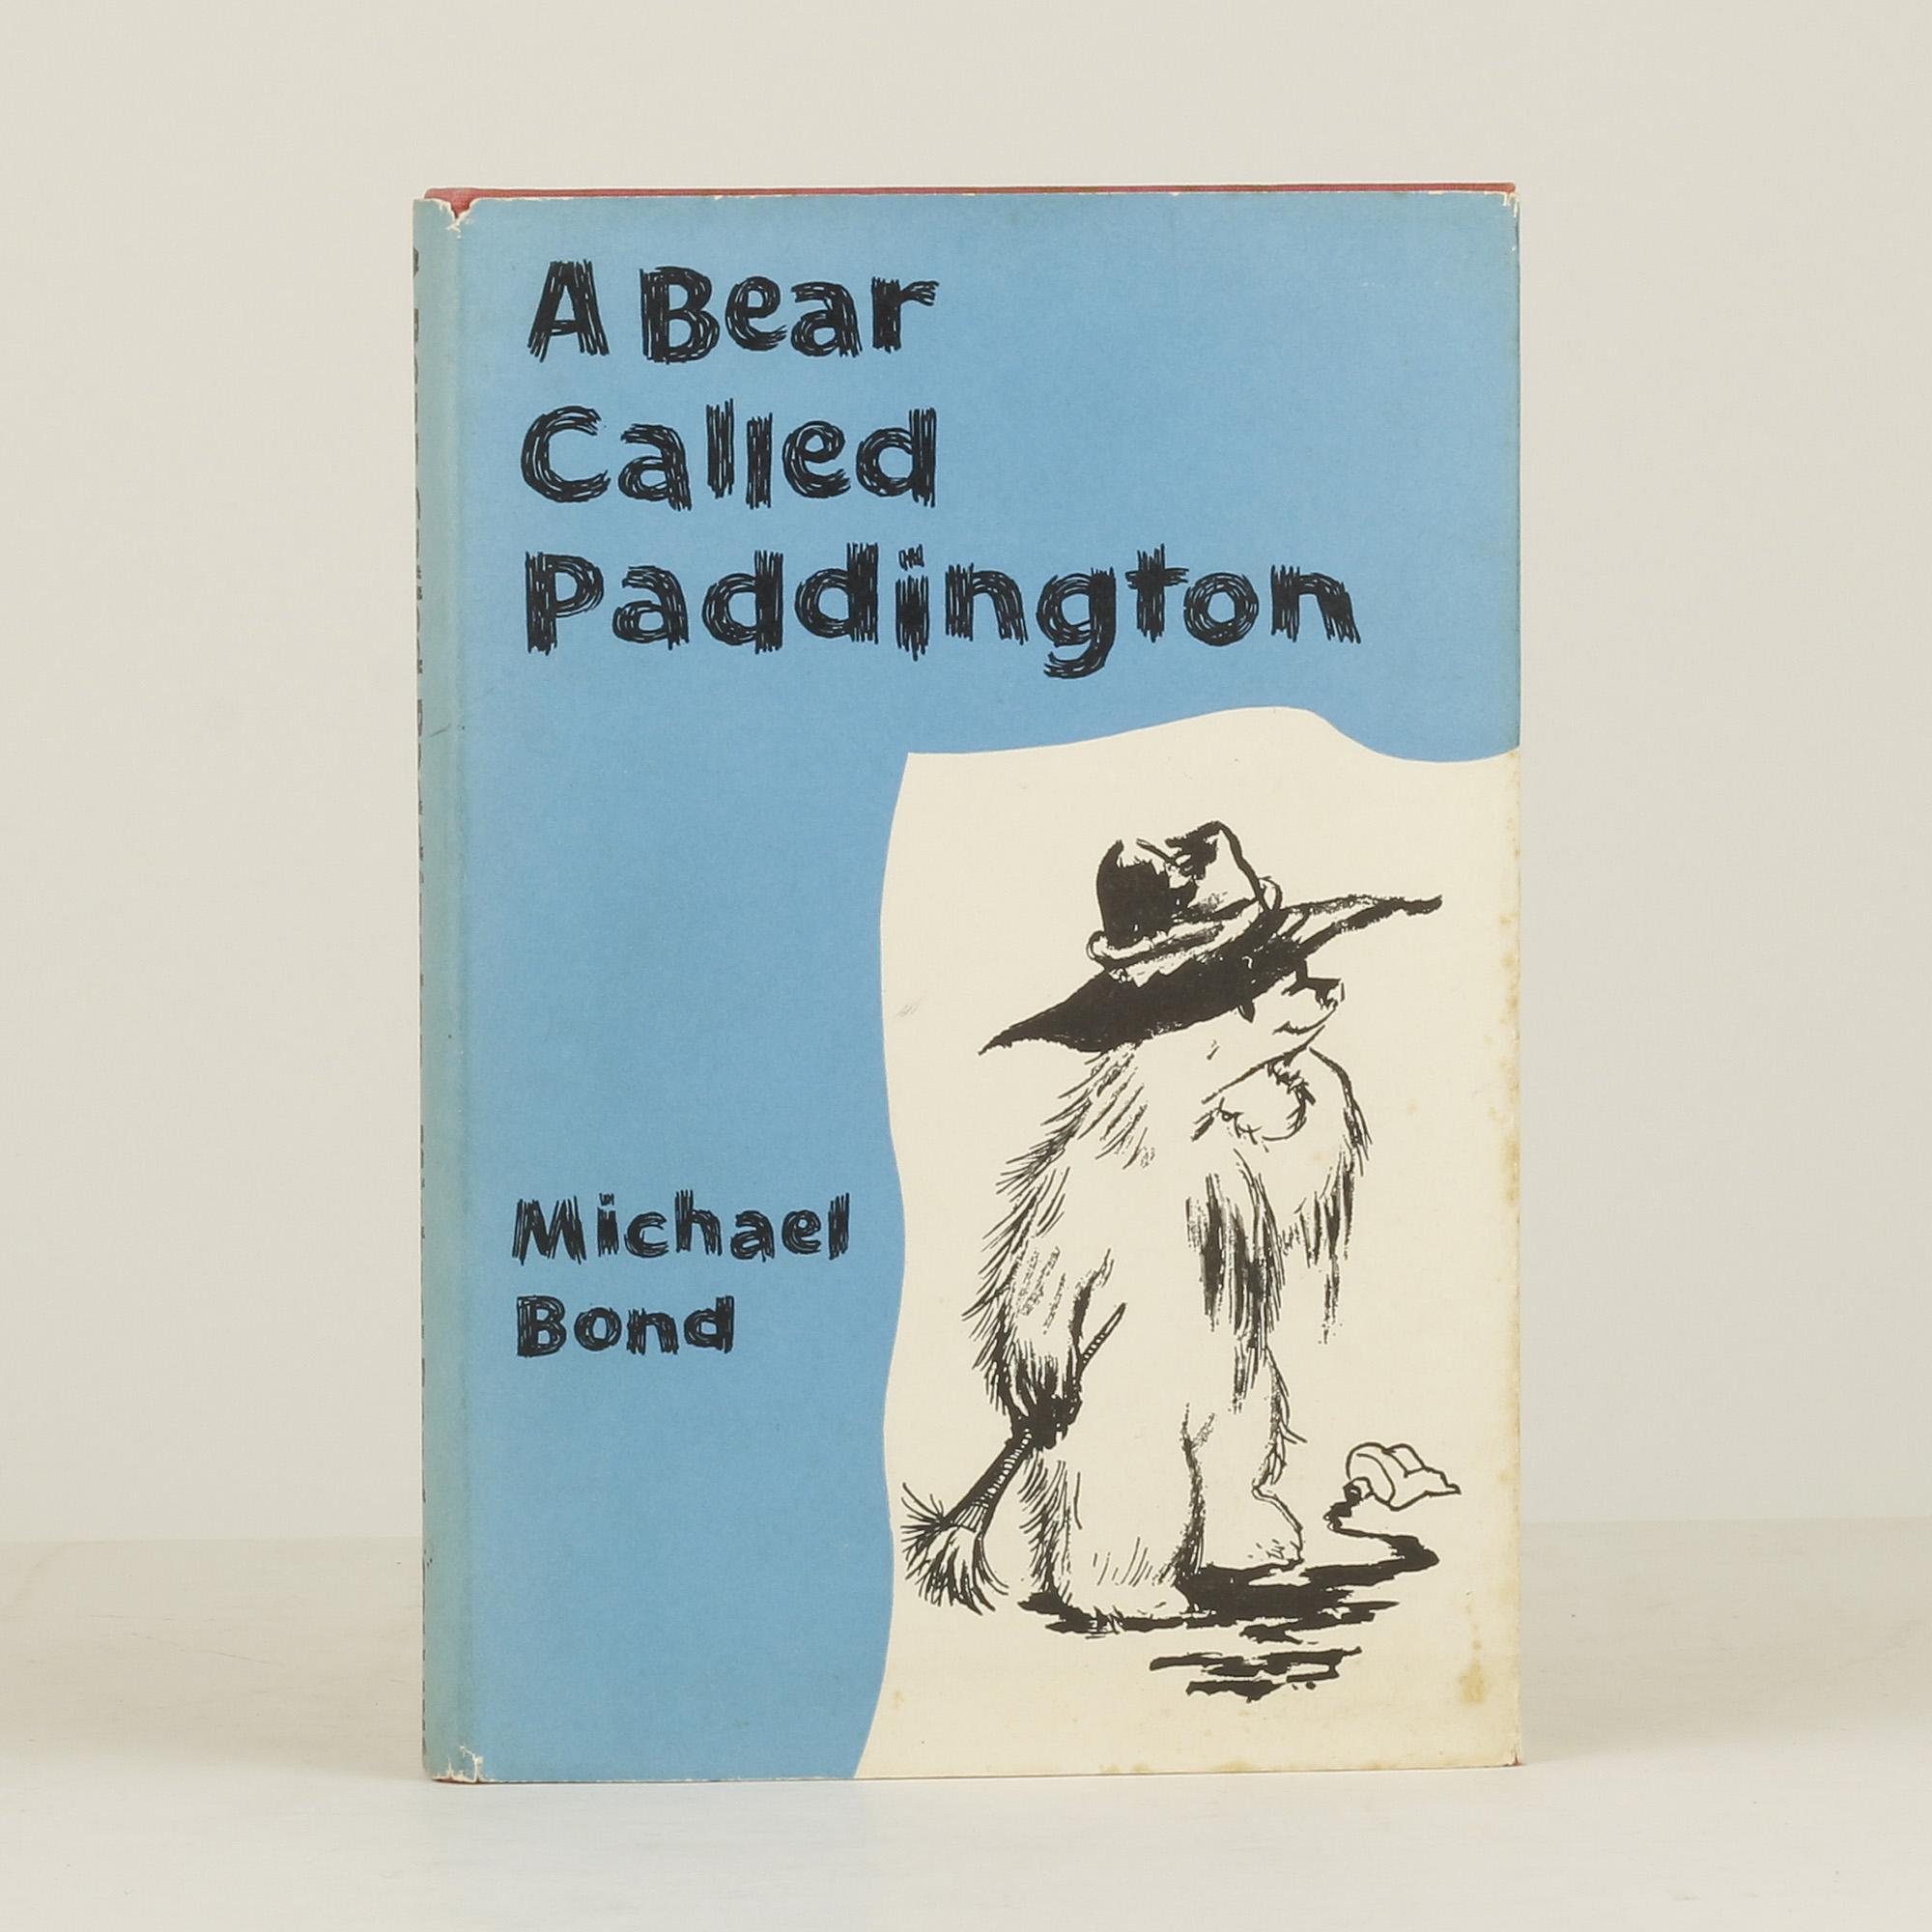 A Bear
Called
Paddington
Michael
Bond